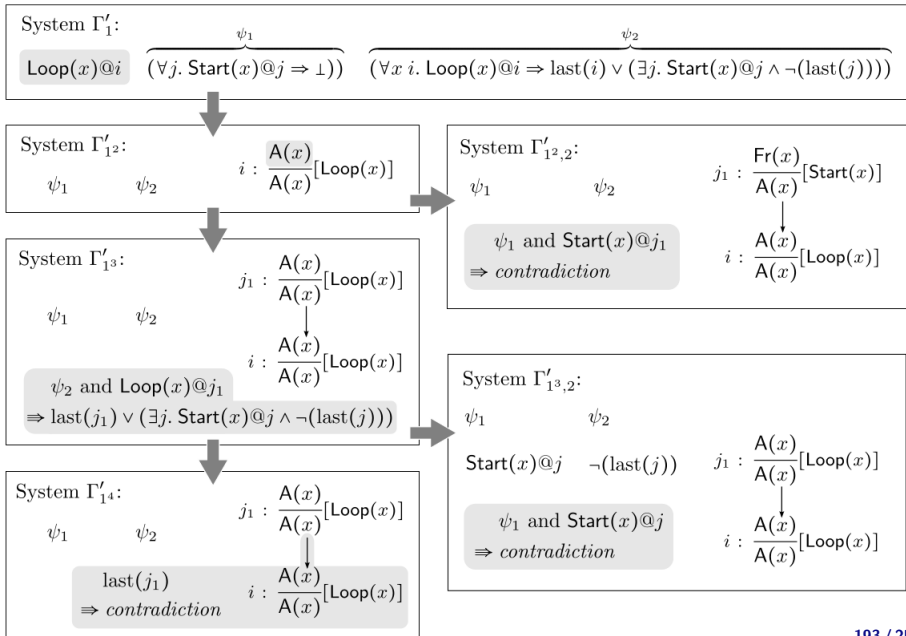 System Γ′₁:
ψ₁
ψ₂
Loop(x)@i (∀j. Start(x)@j ⇒ ⊥)) (∀x i. Loop(x)@i ⇒ last(i) ∨ (∃j. Start(x)@j ∧ ¬(last(j))))
System Γ′₁²:
ψ₁ ψ₂
i : A(x)/A(x) [Loop(x)]
System Γ′₁²,₂:
ψ₁ ψ₂
j₁ : Fr(x)/A(x) [Start(x)]
i : A(x)/A(x) [Loop(x)]
ψ₁ and Start(x)@j₁
⇛ contradiction
System Γ′₁³:
ψ₁ ψ₂
j₁ : A(x)/A(x) [Loop(x)]
i : A(x)/A(x) [Loop(x)]
ψ₂ and Loop(x)@j₁
⇛ last(j₁) ∨ (∃j. Start(x)@j ∧ ¬(last(j)))
System Γ′₁³,₂:
ψ₁ ψ₂
Start(x)@j ¬(last(j))
j₁ : A(x)/A(x) [Loop(x)]
i : A(x)/A(x) [Loop(x)]
ψ₁ and Start(x)@j
⇛ contradiction
System Γ′₁⁴:
ψ₁ ψ₂
j₁ : A(x)/A(x) [Loop(x)]
i : A(x)/A(x) [Loop(x)]
last(j₁)
⇛ contradiction